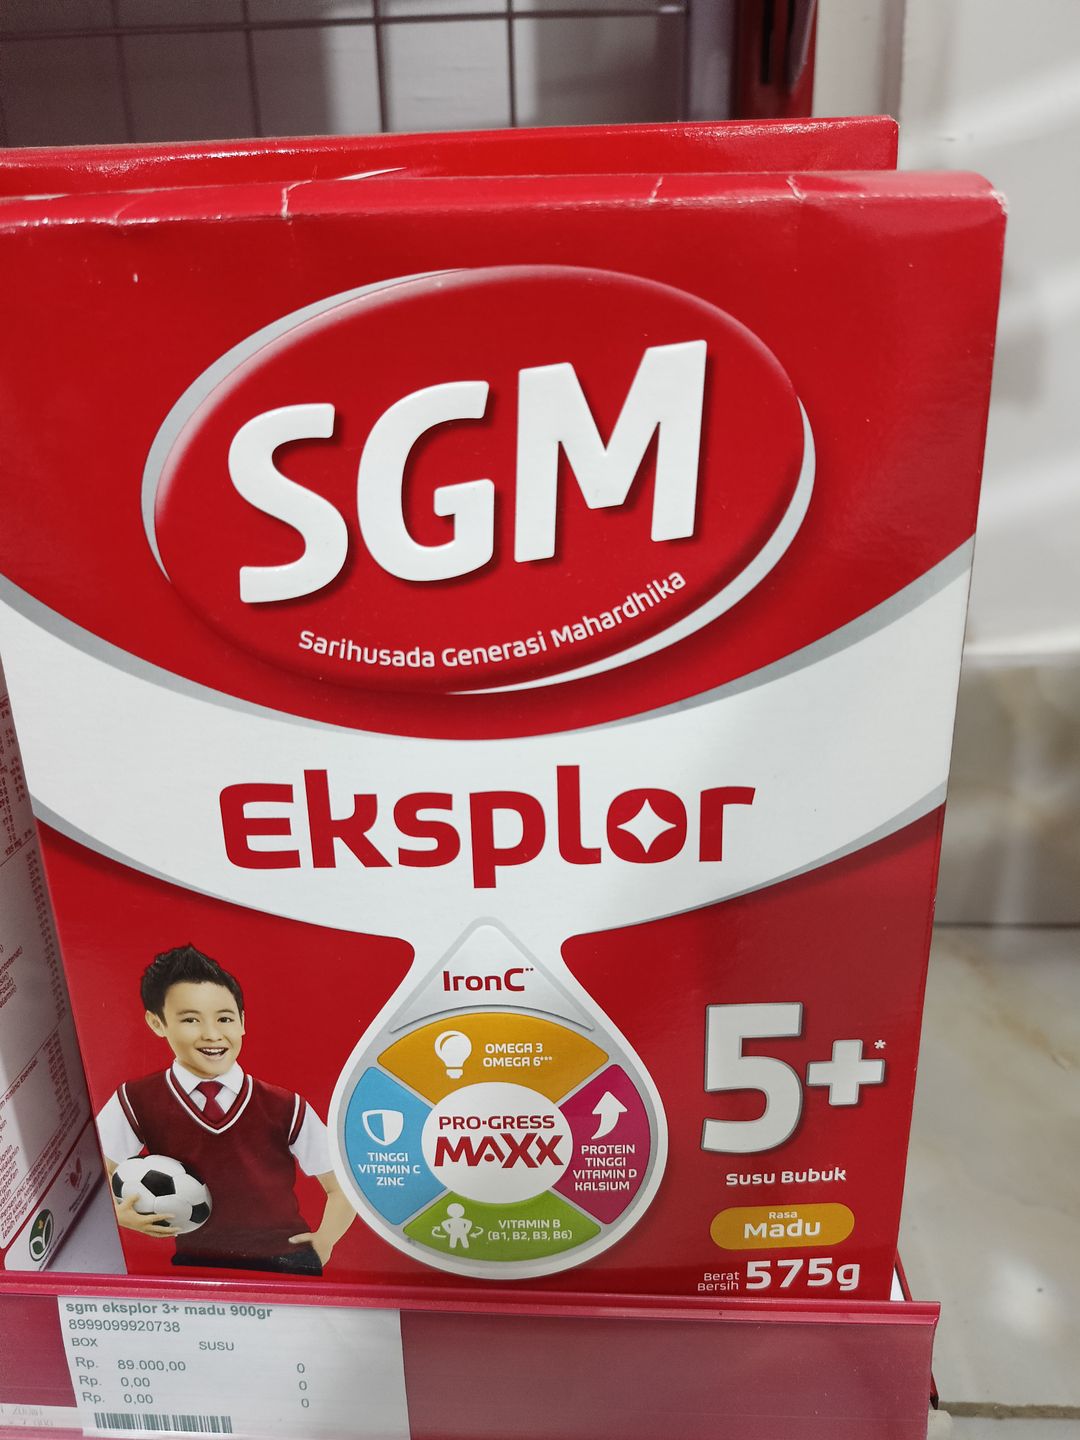 SGM
Sarihusada Generasi Mahardhika
Eksplor
IronC**
OMEGA 3
OMEGA 6***
PRO-GRESS
MAXX
TINGGI
VITAMIN C
ZINC
PROTEIN
TINGGI
VITAMIN D
KALSIUM
VITAMIN B
(B1, B2, B3, B6)
5+*
Susu Bubuk
Rasa
Madu
Berat
Bersih 575g
sgm eksplor 3+ madu 900gr
8999099920738
BOX SUSU
Rp. 89.000,00 0
Rp. 0,00 0
Rp. 0,00 0